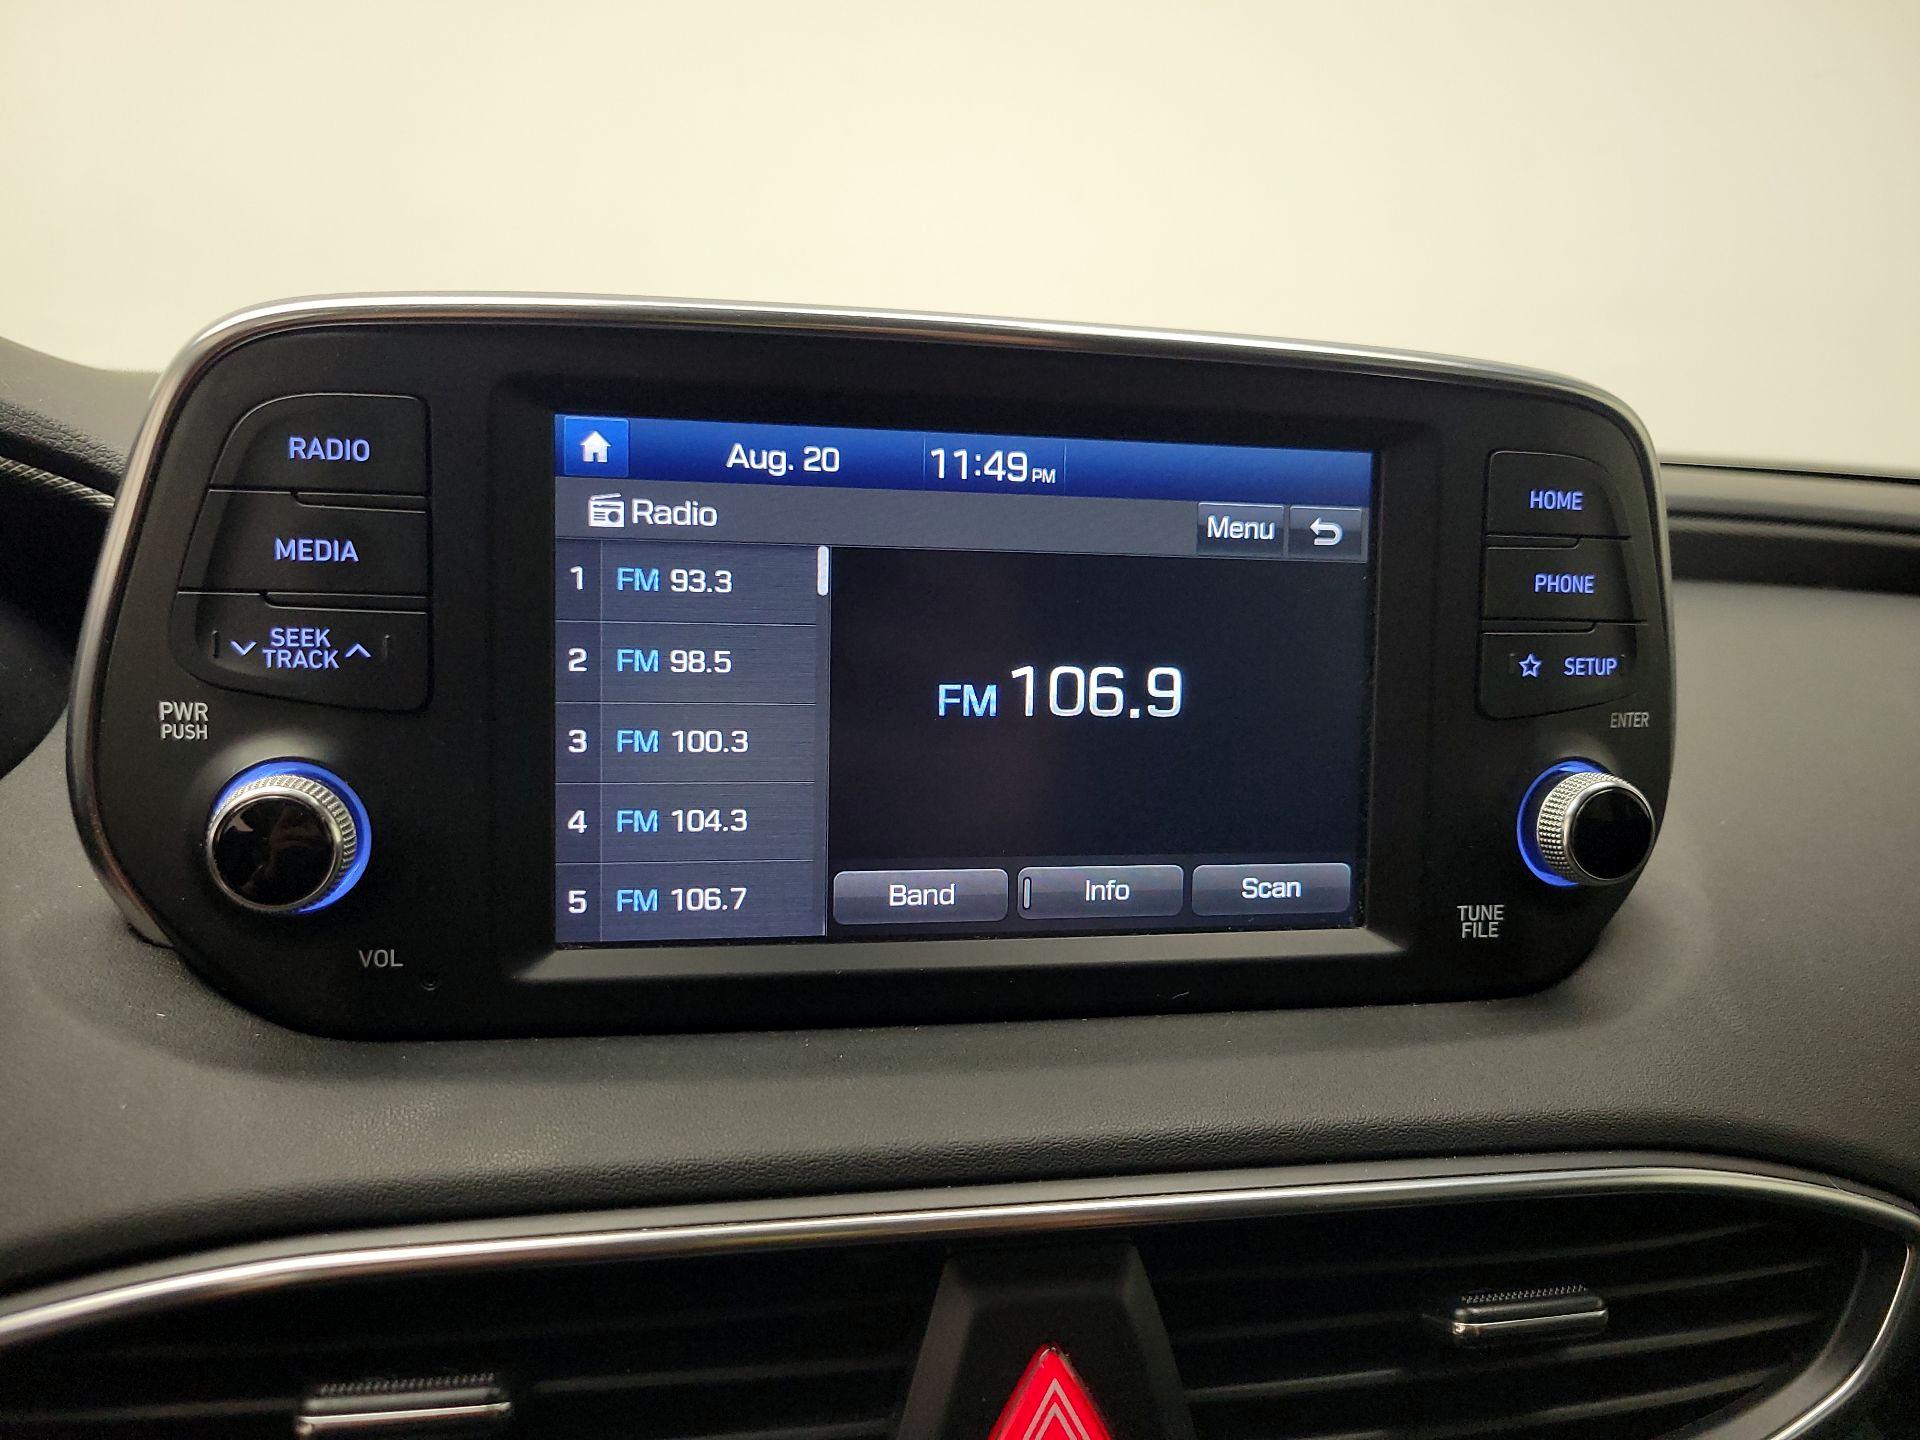 RADIO
MEDIA
SEEK
TRACK
PWR
PUSH
VOL
Aug. 20
11:49 PM
Radio
Menu
1 FM 93.3
2 FM 98.5
3 FM 100.3
4 FM 104.3
5 FM 106.7
FM 106.9
Band
Info
Scan
HOME
PHONE
SETUP
ENTER
TUNE
FILE